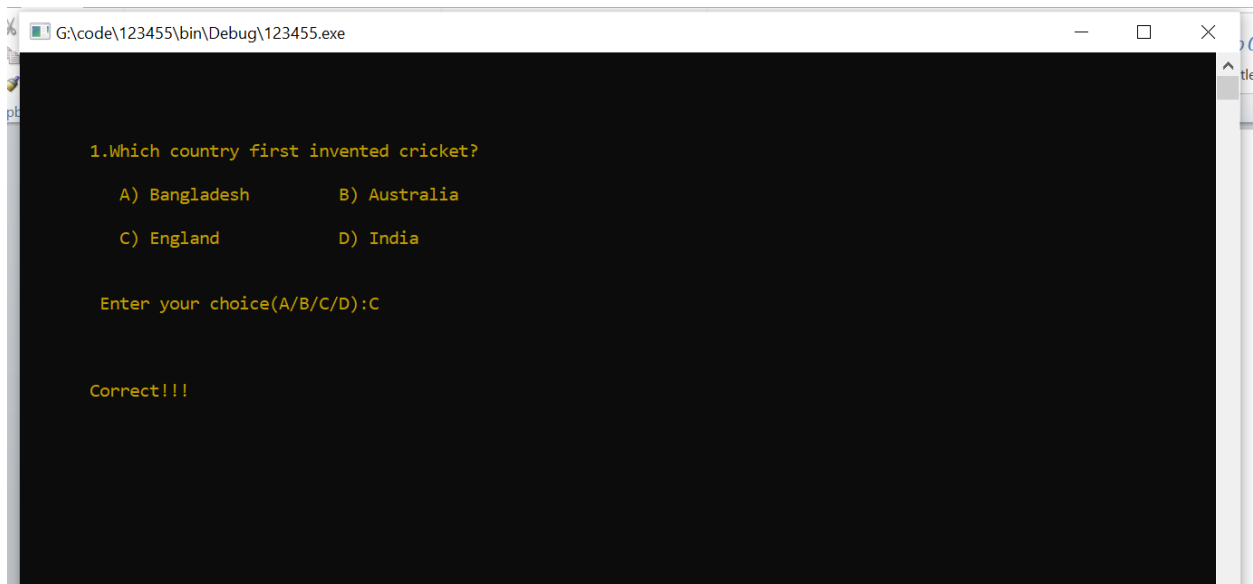 G:\code\123455\bin\Debug\123455.exe
1.Which country first invented cricket?
A) Bangladesh B) Australia
C) England D) India
Enter your choice(A/B/C/D):C
Correct!!!